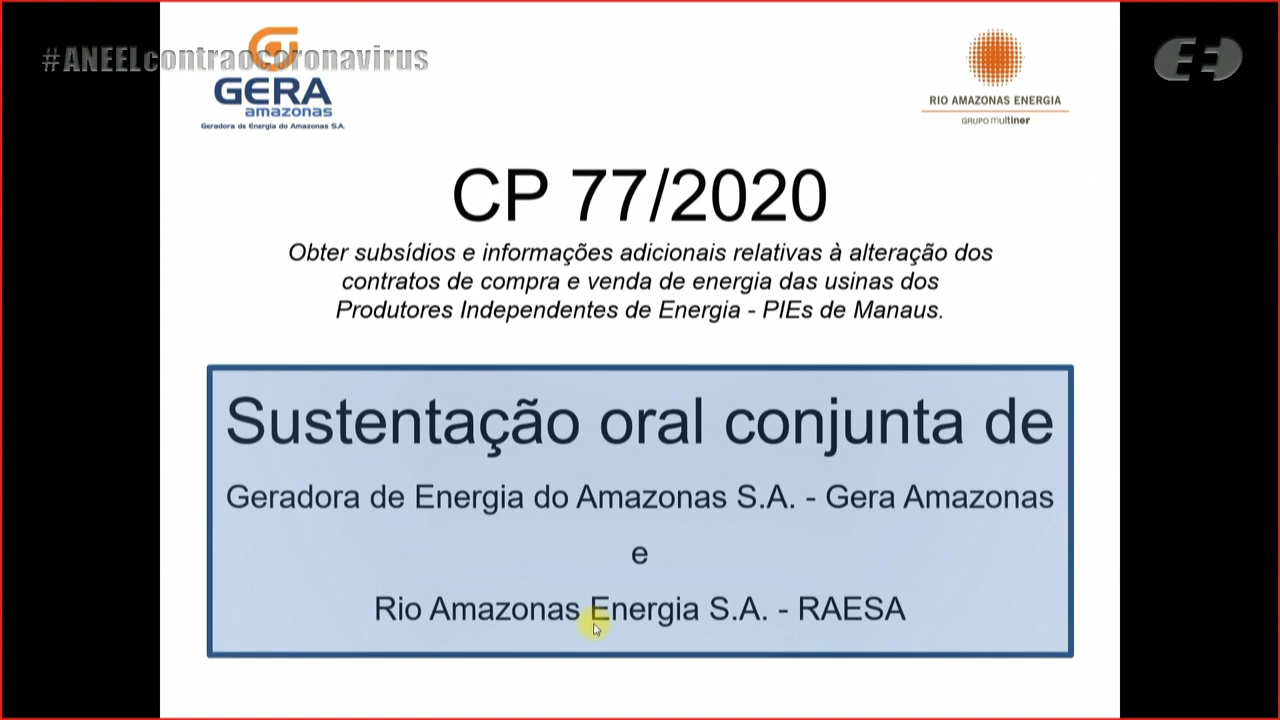 #ANEELcontraocoronavirus
GERA
amazonas
Geradora de Energia do Amazonas S.A.
RIO AMAZONAS ENERGIA
GRUPO multiner
CP 77/2020
Obter subsídios e informações adicionais relativas à alteração dos
contratos de compra e venda de energia das usinas dos
Produtores Independentes de Energia - PIEs de Manaus.
Sustentação oral conjunta de
Geradora de Energia do Amazonas S.A. - Gera Amazonas
e
Rio Amazonas Energia S.A. - RAESA